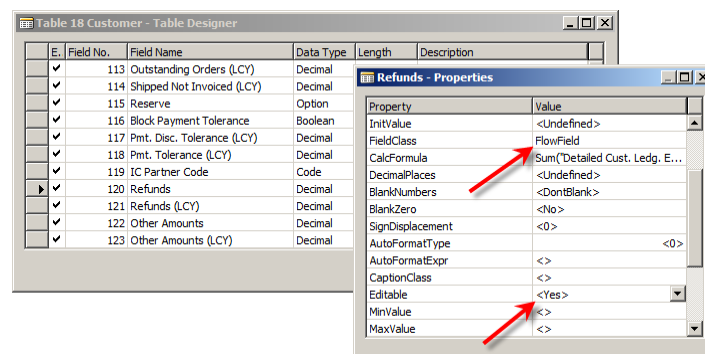 Table 18 Customer - Table Designer
E. Field No. Field Name Data Type Length Description
113 Outstanding Orders (LCY) Decimal
114 Shipped Not Invoiced (LCY) Decimal
115 Reserve Option
116 Block Payment Tolerance Boolean
117 Pmt. Disc. Tolerance (LCY) Decimal
118 Pmt. Tolerance (LCY) Decimal
119 IC Partner Code Code
120 Refunds Decimal
121 Refunds (LCY) Decimal
122 Other Amounts Decimal
123 Other Amounts (LCY) Decimal
Refunds - Properties
Property Value
InitValue <Undefined>
FieldClass FlowField
CalcFormula Sum("Detailed Cust. Ledg. E...
DecimalPlaces <Undefined>
BlankNumbers <DontBlank>
BlankZero <No>
SignDisplacement <0>
AutoFormatType <0>
AutoFormatExpr <>
CaptionClass <>
Editable <Yes>
MinValue <>
MaxValue <>